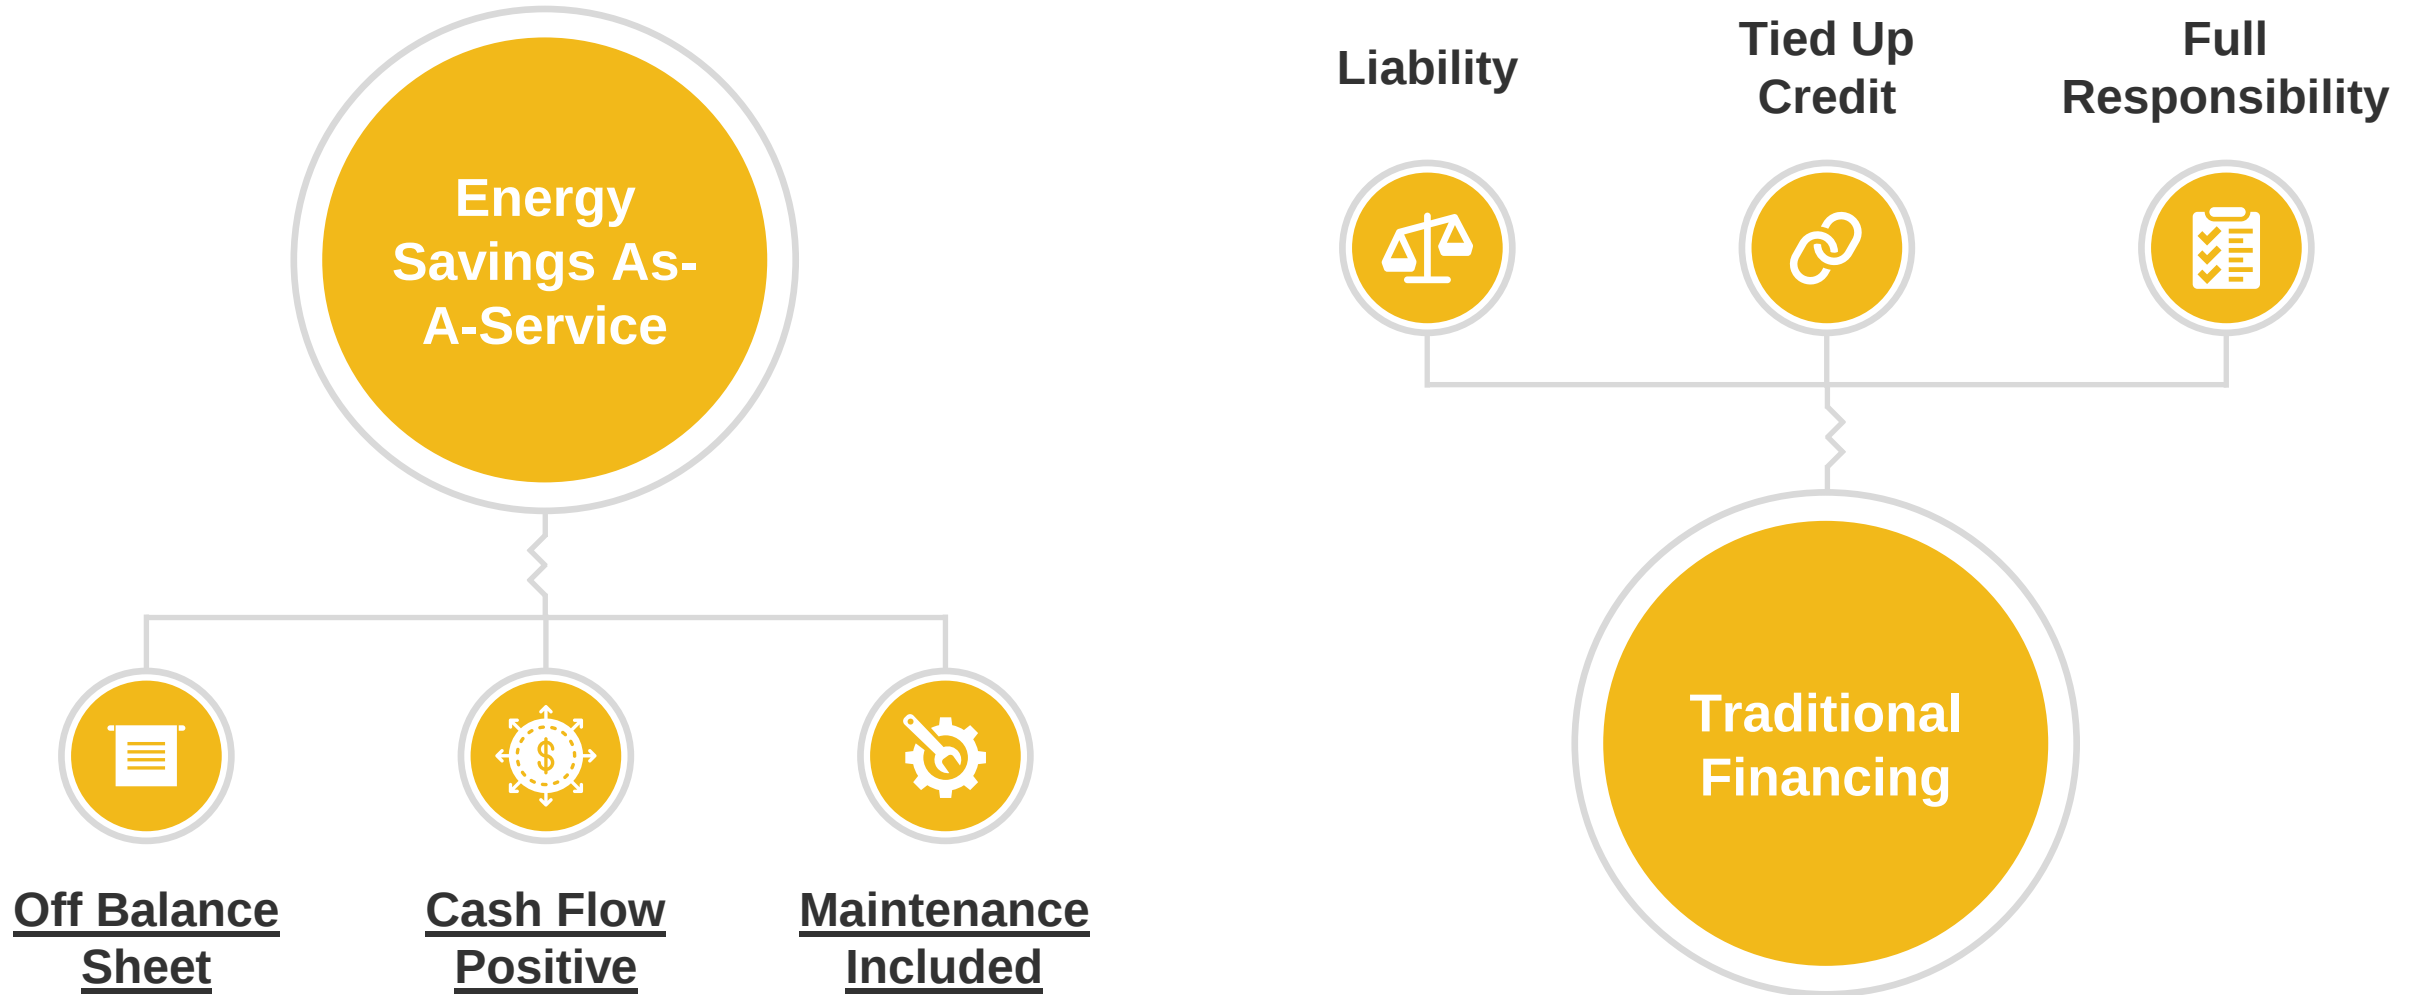 Energy
Savings As-
A-Service
Off Balance
Sheet
Cash Flow
Positive
Maintenance
Included
Liability
Tied Up
Credit
Full
Responsibility
Traditional
Financing
$